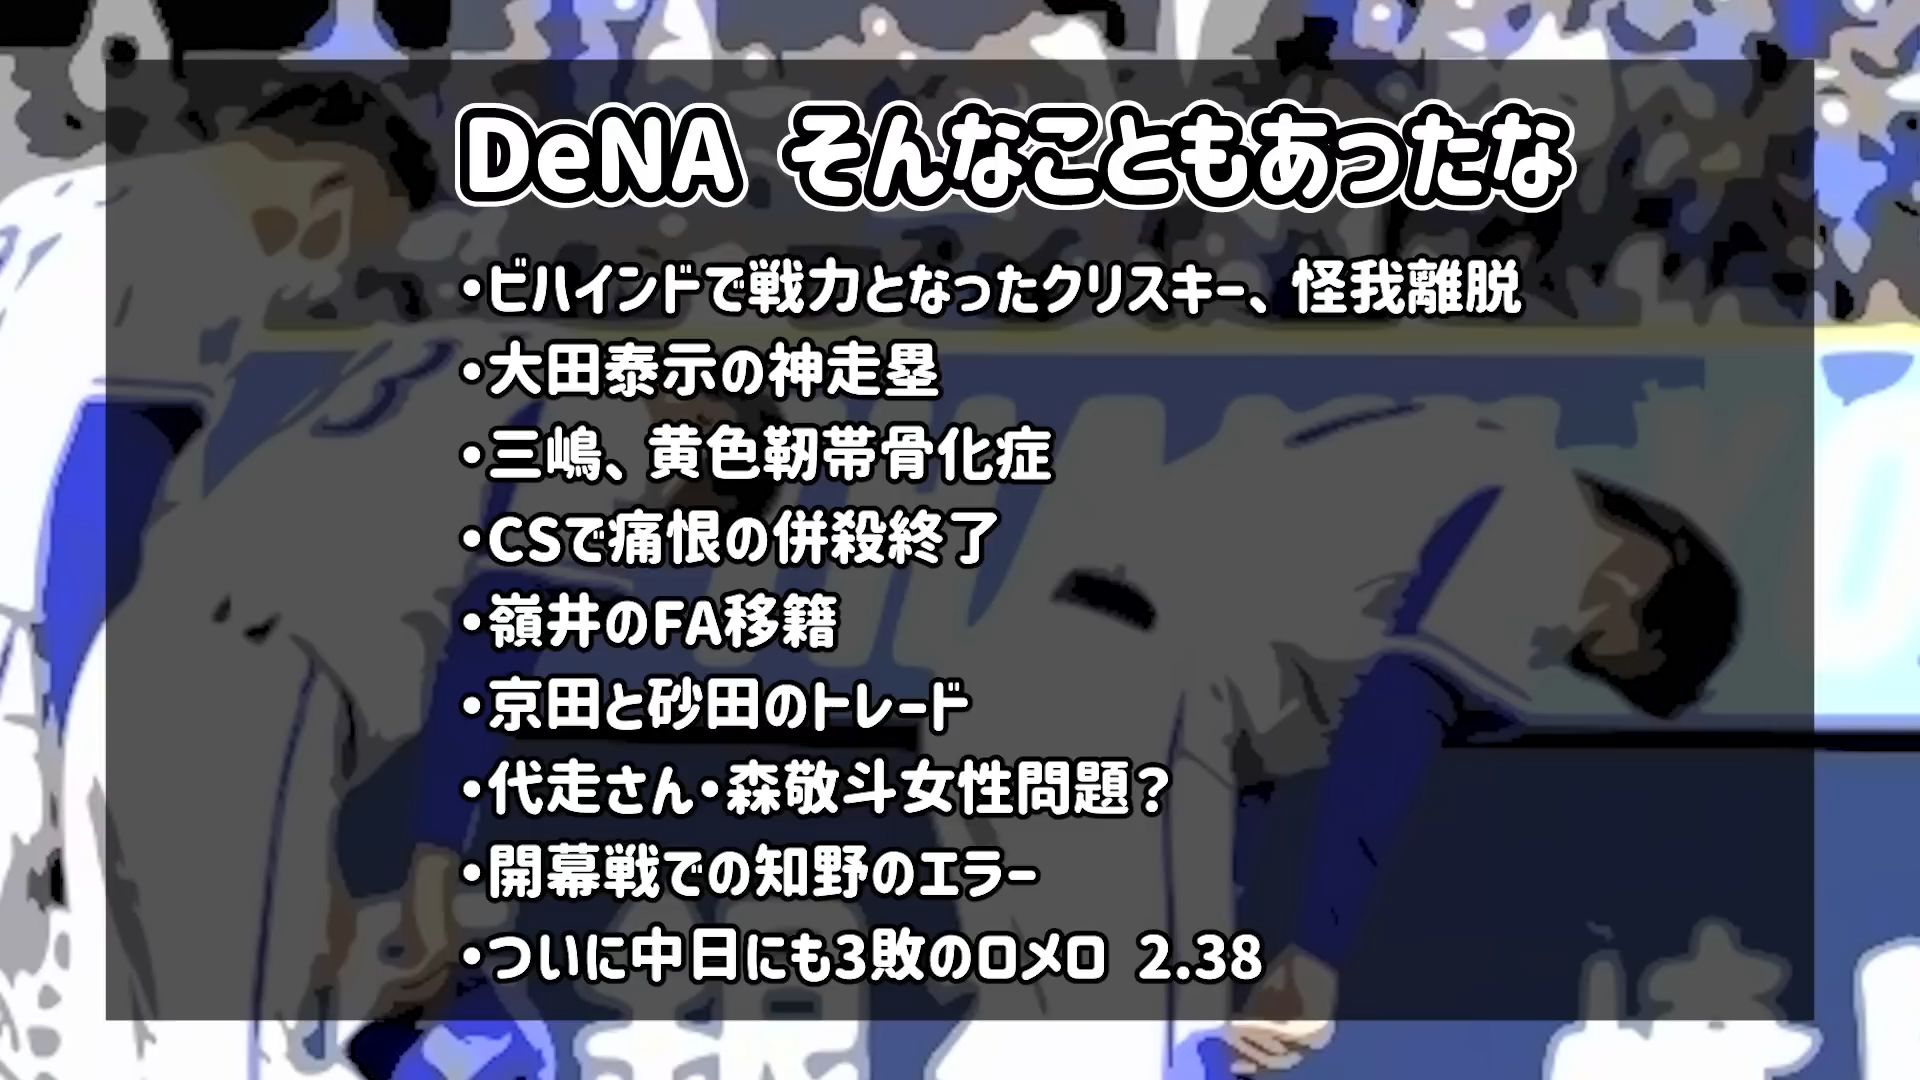 DeNA そんなこともあったな
・ビハインドで戦力となったクリスキー、怪我離脱
・大田泰示の神走塁
・三嶋、黄色靭帯骨化症
・CSで痛恨の併殺終了
・嶺井のFA移籍
・京田と砂田のトレード
・代走さん・森敬斗女性問題？
・開幕戦での知野のエラー
・ついに中日にも3敗のロメロ 2.38